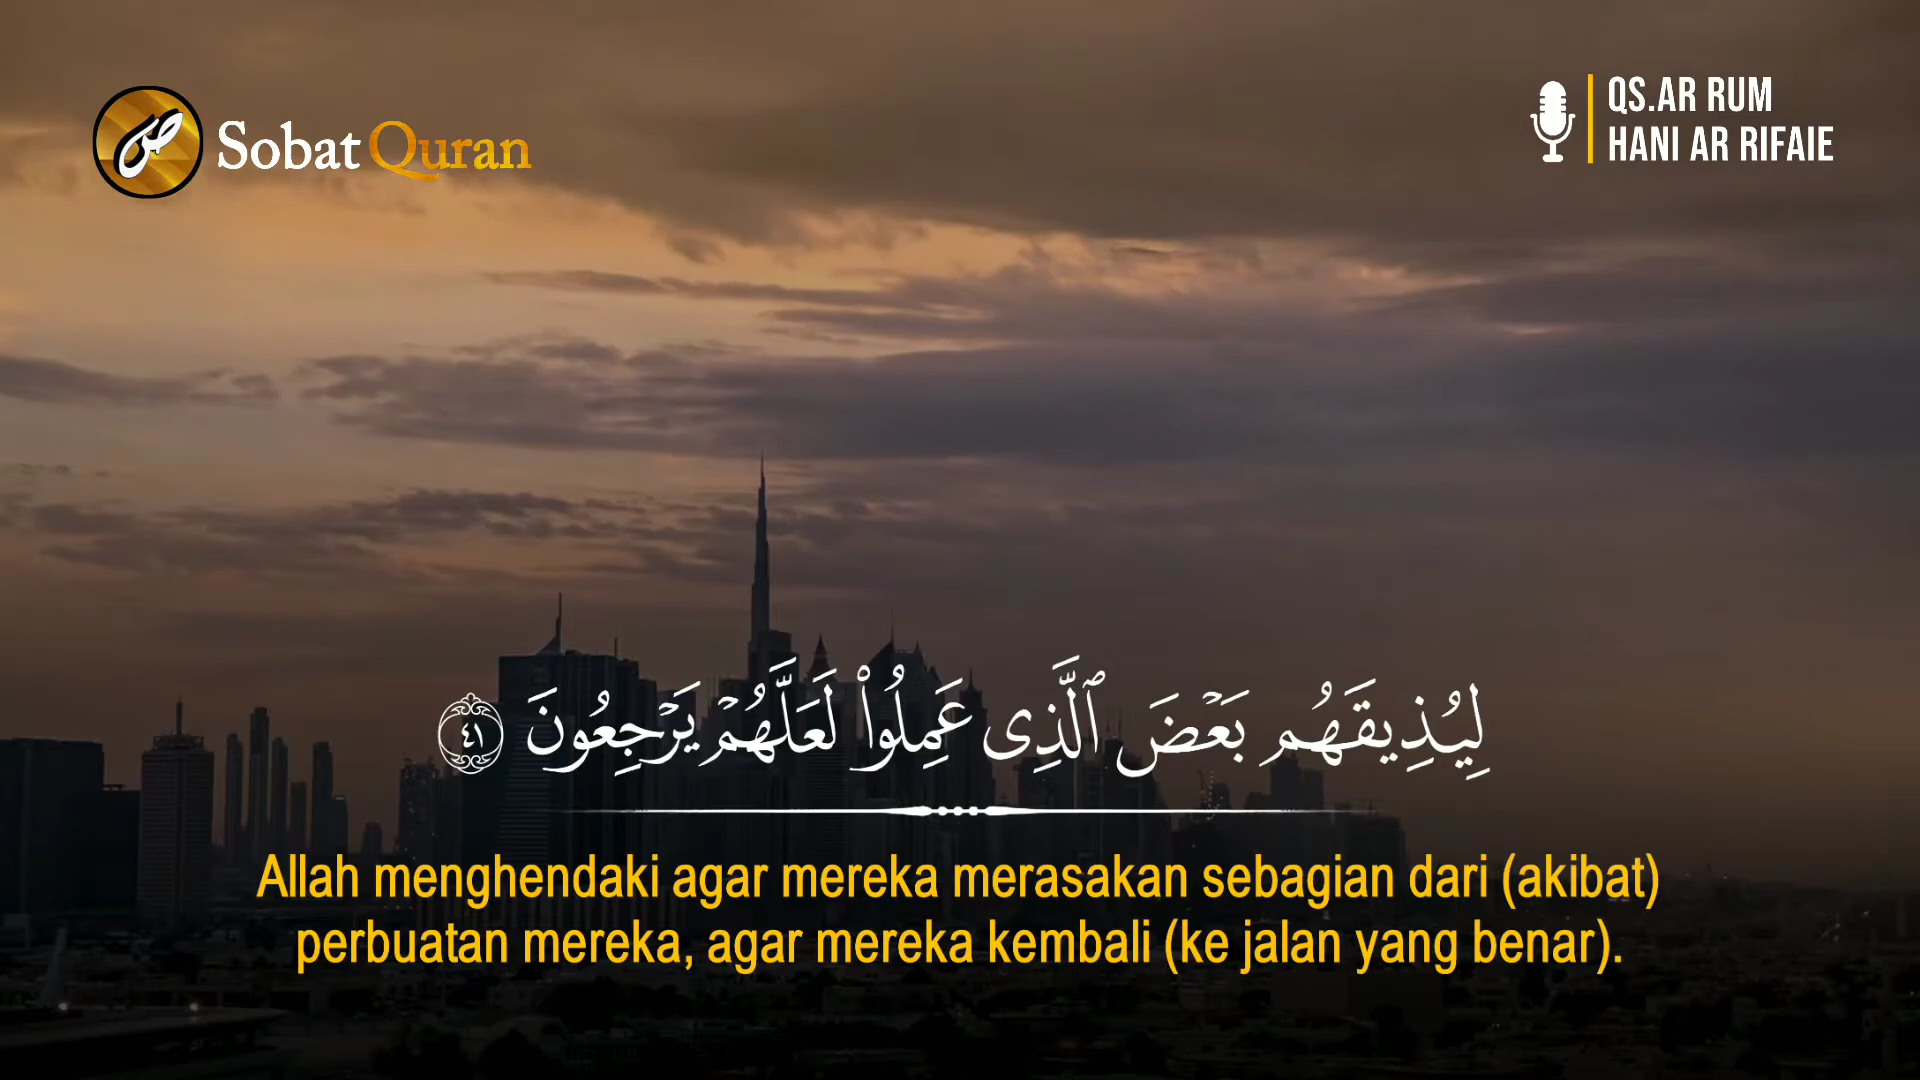 Sobat Quran
QS.AR RUM
HANI AR RIFAIE
لِيُذِيقَهُم بَعْضَ ٱلَّذِى عَمِلُوا۟ لَعَلَّهُمْ يَرْجِعُونَ ٤١
Allah menghendaki agar mereka merasakan sebagian dari (akibat)
perbuatan mereka, agar mereka kembali (ke jalan yang benar).